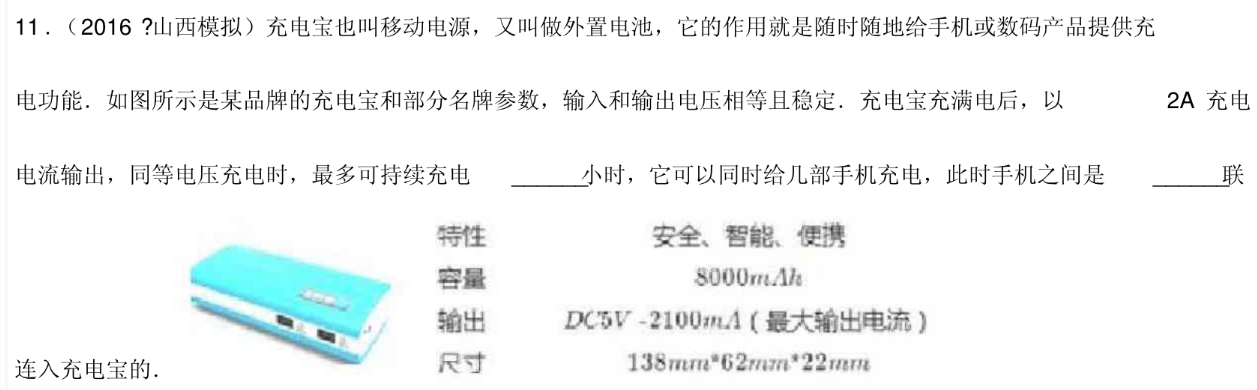 11．（2016 ?山西模拟）充电宝也叫移动电源，又叫做外置电池，它的作用就是随时随地给手机或数码产品提供充
电功能．如图所示是某品牌的充电宝和部分名牌参数，输入和输出电压相等且稳定．充电宝充满电后，以 2A 充电
电流输出，同等电压充电时，最多可持续充电 ______小时，它可以同时给几部手机充电，此时手机之间是 ______联
特性 安全、智能、便携
容量 8000mAh
输出 DC5V -2100mA ( 最大输出电流 )
尺寸 138mm*62mm*22mm
连入充电宝的．